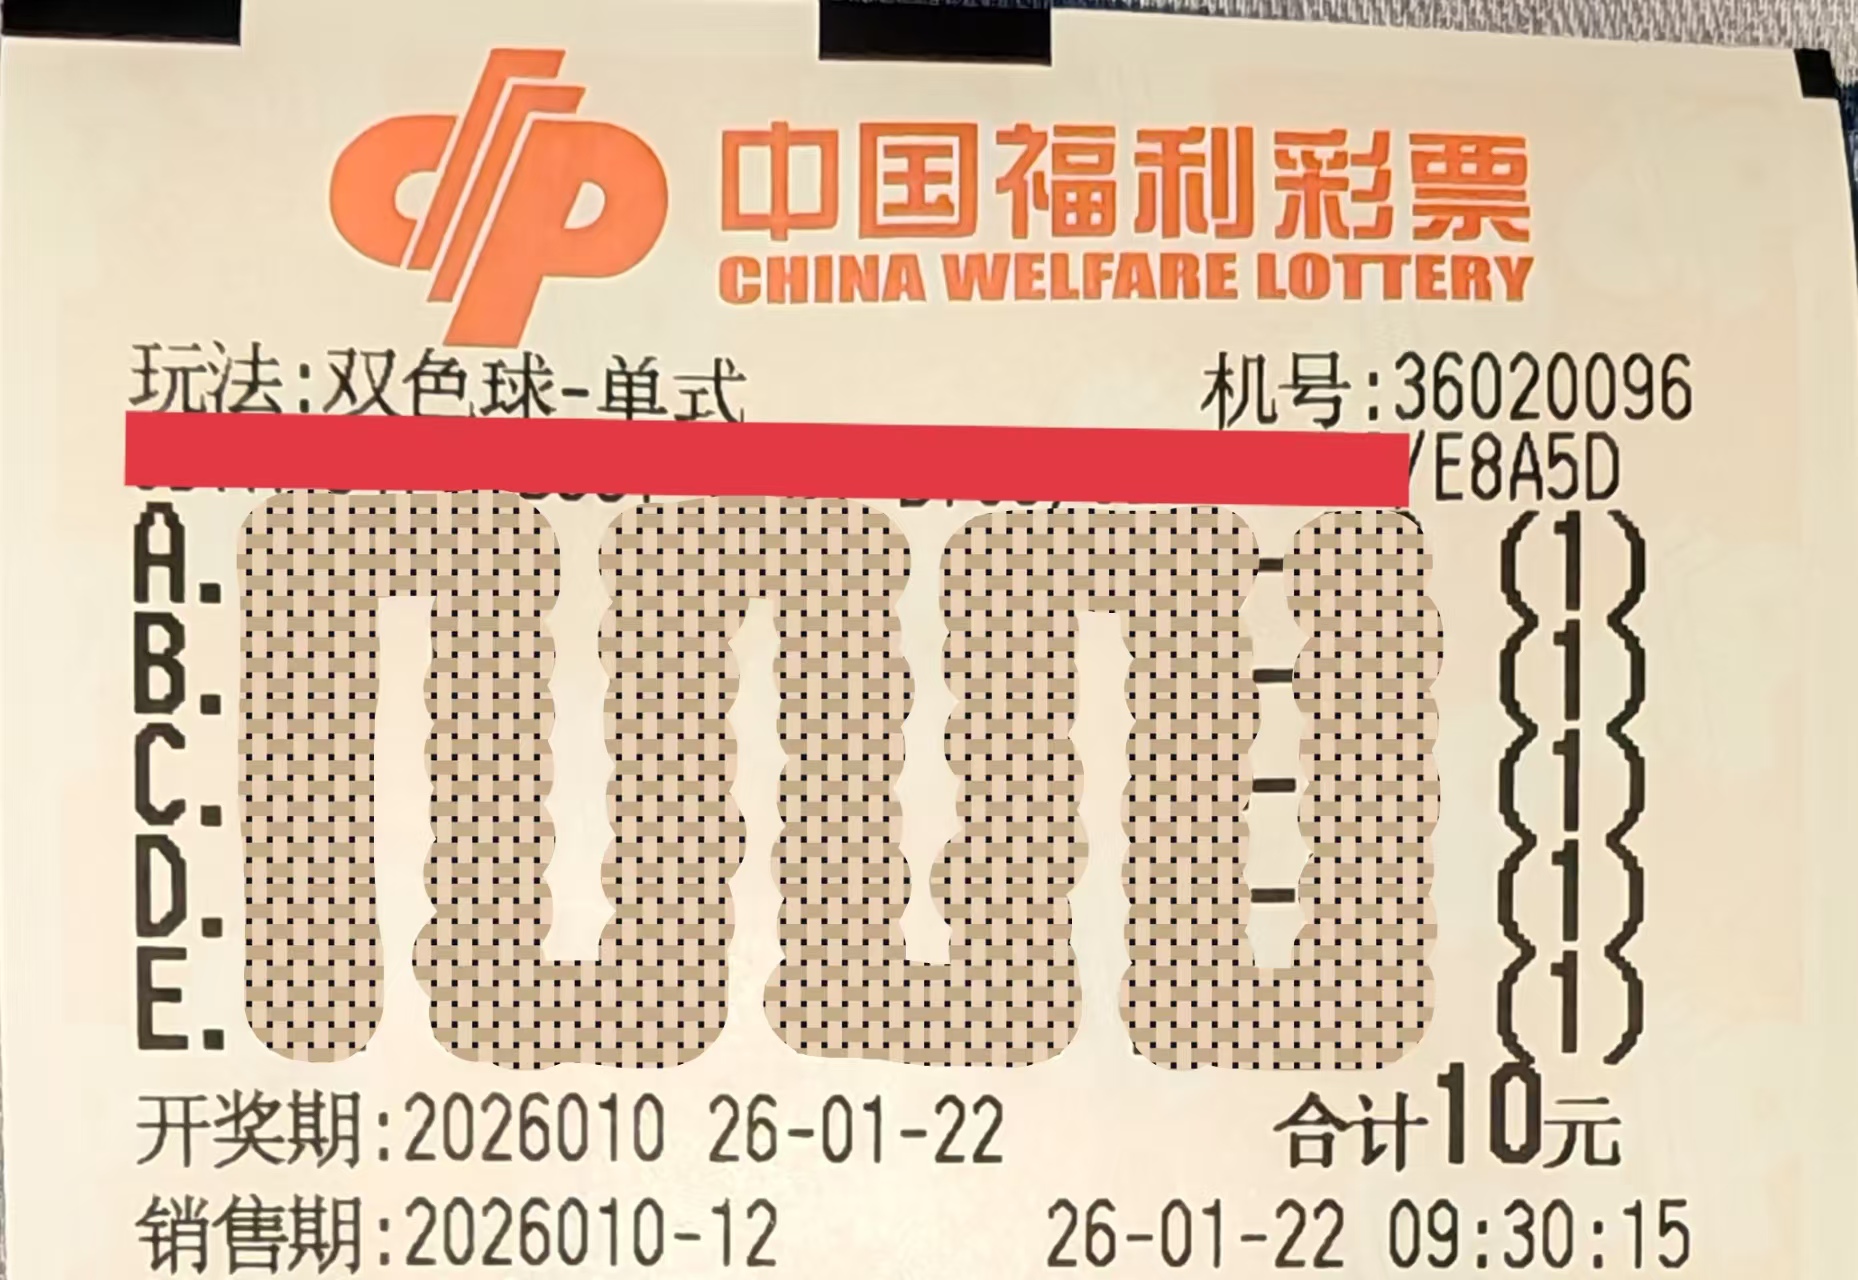 中国福利彩票
CHINA WELFARE LOTTERY
玩法:双色球-单式 机号:36020096
/E8A5D
A. - (1)
B. - (1)
C. - (1)
D. - (1)
E. (1)
开奖期:2026010 26-01-22 合计10元
销售期:2026010-12 26-01-22 09:30:15